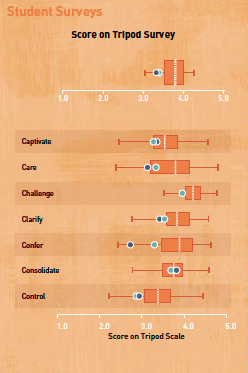 Student Surveys
Score on Tripod Survey
1.0 2.0 3.0 4.0 5.0
Captivate
Care
Challenge
Clarify
Confer
Consolidate
Control
1.0 2.0 3.0 4.0 5.0
Score on Tripod Scale